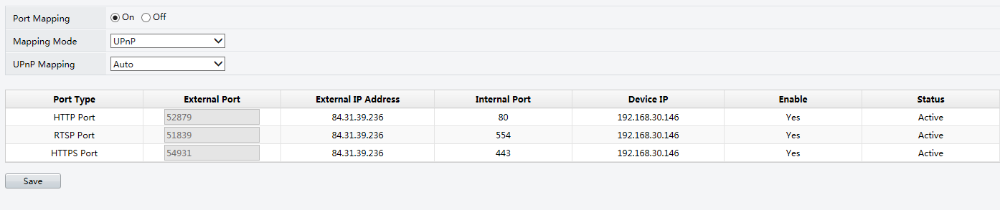 Port Mapping On Off
Mapping Mode UPnP
UPnP Mapping Auto
Port Type External Port External IP Address Internal Port Device IP Enable Status
HTTP Port 52879 84.31.39.236 80 192.168.30.146 Yes Active
RTSP Port 51839 84.31.39.236 554 192.168.30.146 Yes Active
HTTPS Port 54931 84.31.39.236 443 192.168.30.146 Yes Active
Save